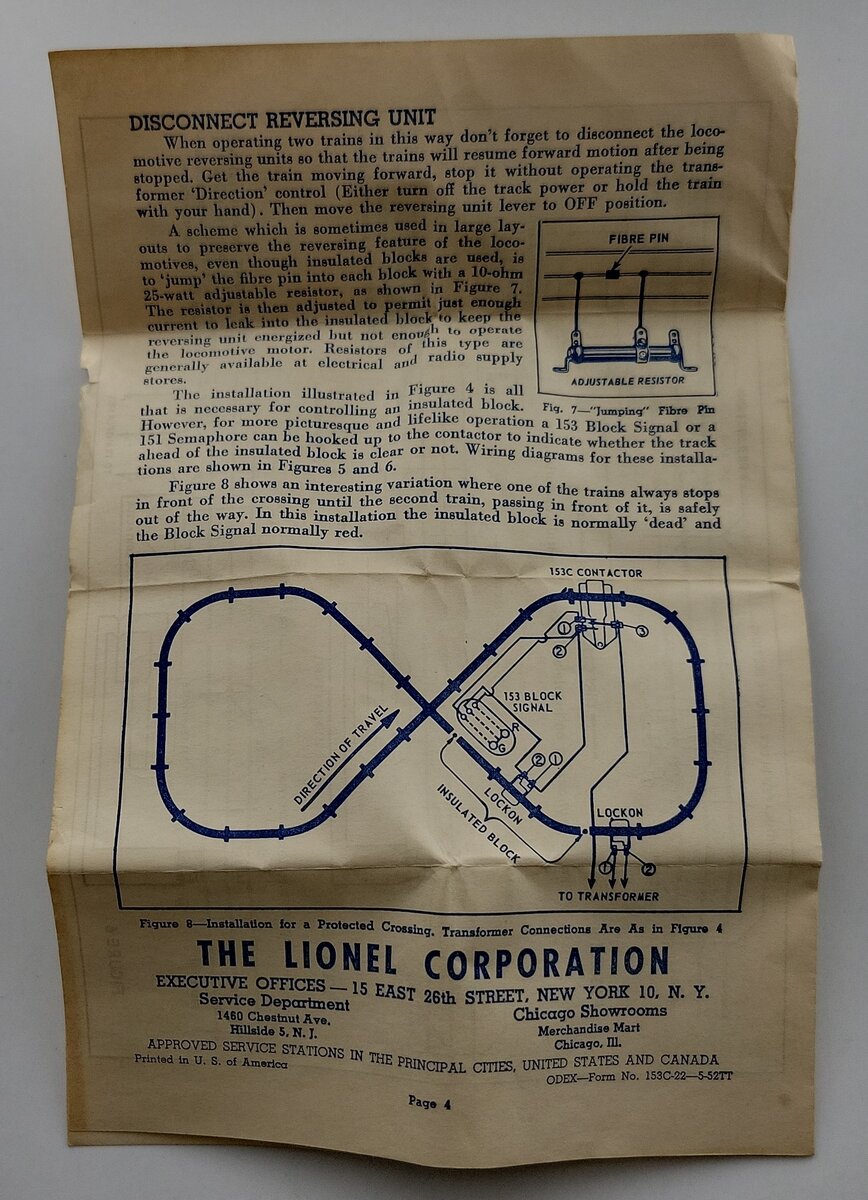 DISCONNECT REVERSING UNIT
When operating two trains in this way don't forget to disconnect the loco-
motive reversing units so that the trains will resume forward motion after being
stopped. Get the train moving forward, stop it without operating the trans-
former 'Direction' control (Either turn off the track power or hold the train
with your hand). Then move the reversing unit lever to OFF position.
A scheme which is sometimes used in large lay-
outs to preserve the reversing feature of the loco-
motives, even though insulated blocks are used, is
to 'jump' the fibre pin into each block with a 10-ohm
25-watt adjustable resistor, as shown in Figure 7.
The resistor is then adjusted to permit just enough
current to leak into the insulated block to keep the
reversing unit energized but not enough to operate
the locomotive motor. Resistors of this type are
generally available at electrical and radio supply
stores.
FIBRE PIN
ADJUSTABLE RESISTOR
Fig. 7—"Jumping" Fibre Pin
The installation illustrated in Figure 4 is all
that is necessary for controlling an insulated block.
However, for more picturesque and lifelike operation a 153 Block Signal or a
151 Semaphore can be hooked up to the contactor to indicate whether the track
ahead of the insulated block is clear or not. Wiring diagrams for these installa-
tions are shown in Figures 5 and 6.
Figure 8 shows an interesting variation where one of the trains always stops
in front of the crossing until the second train, passing in front of it, is safely
out of the way. In this installation the insulated block is normally 'dead' and
the Block Signal normally red.
153C CONTACTOR
1
2
3
153 BLOCK
SIGNAL
R
G
DIRECTION OF TRAVEL
2
1
LOCKON
INSULATED BLOCK
LOCKON
1
2
TO TRANSFORMER
Figure 8—Installation for a Protected Crossing. Transformer Connections Are As in Figure 4
THE LIONEL CORPORATION
EXECUTIVE OFFICES — 15 EAST 26th STREET, NEW YORK 10, N. Y.
Service Department
1460 Chestnut Ave.
Hillside 5, N. J.
Chicago Showrooms
Merchandise Mart
Chicago, Ill.
APPROVED SERVICE STATIONS IN THE PRINCIPAL CITIES, UNITED STATES AND CANADA
Printed in U. S. of America
ODEX—Form No. 153C-22—5-52TT
Page 4